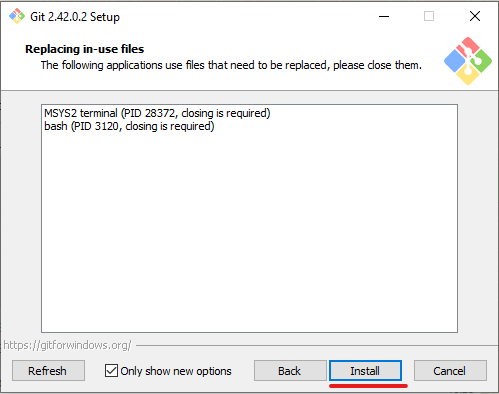 Git 2.42.0.2 Setup
Replacing in-use files
The following applications use files that need to be replaced, please close them.
MSYS2 terminal (PID 28372, closing is required)
bash (PID 3120, closing is required)
https://gitforwindows.org/
Refresh
Only show new options
Back
Install
Cancel